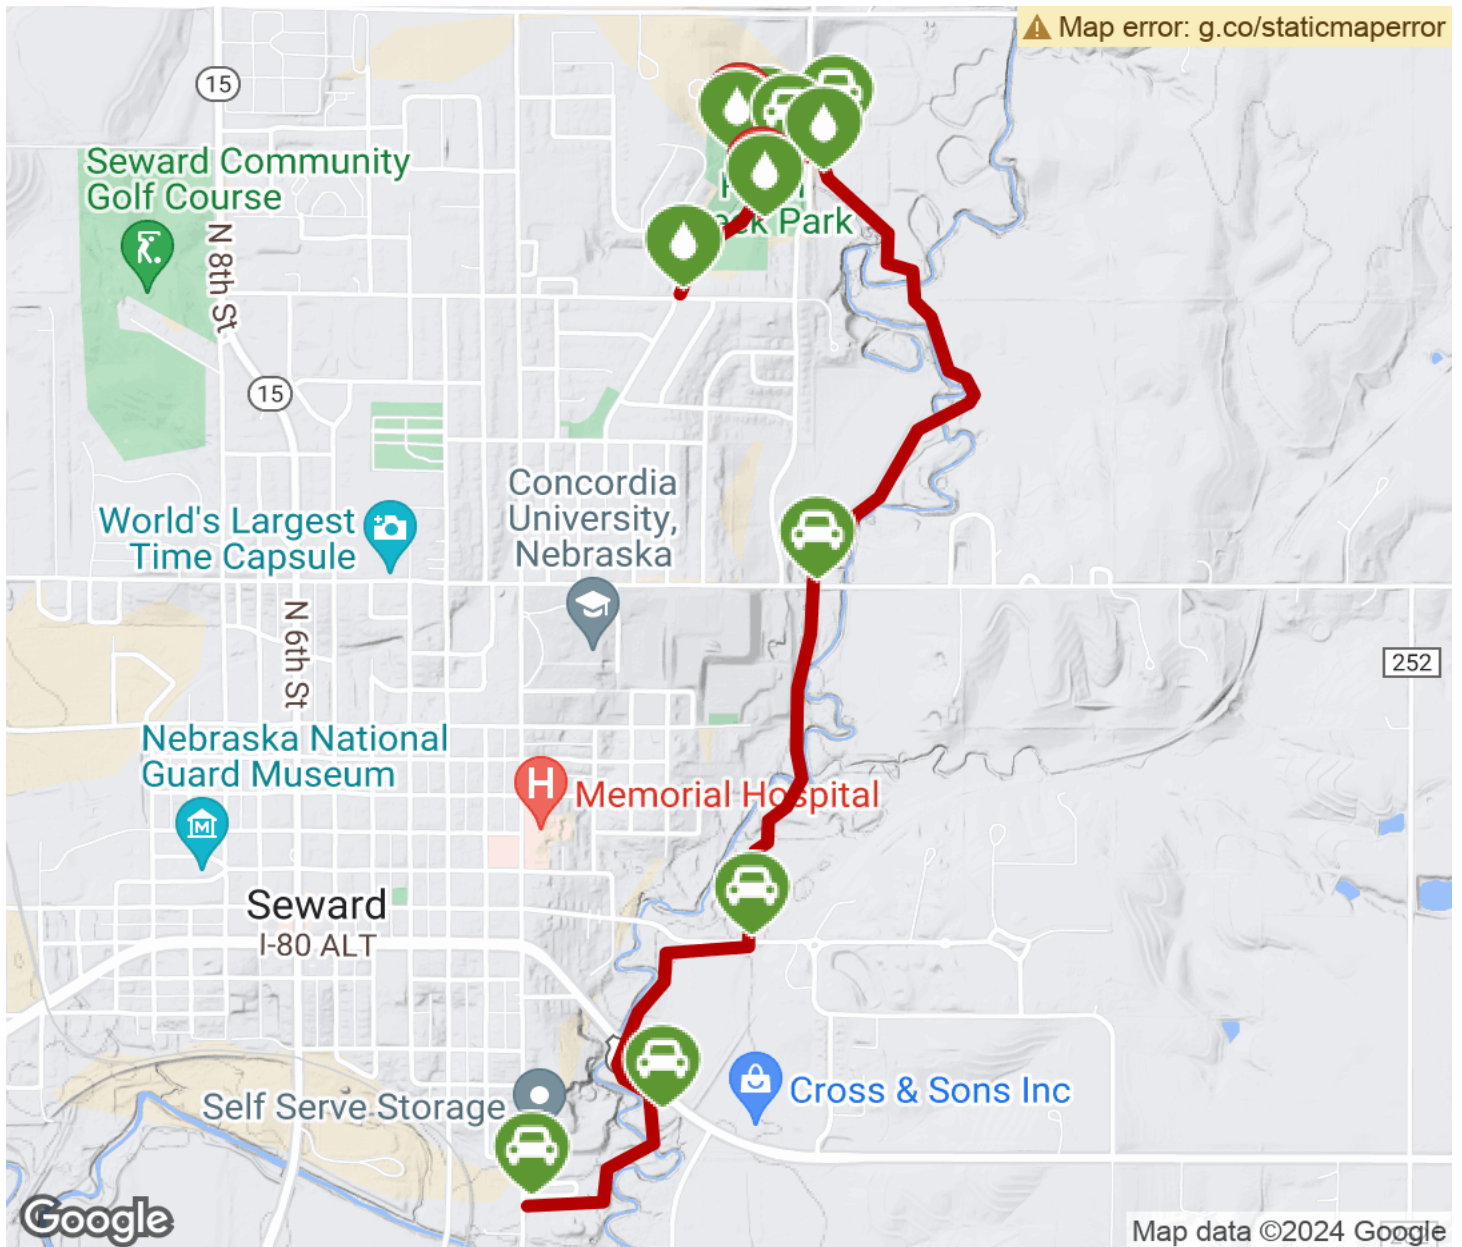 Map error: g.co/staticmaperror
15
Seward Community
Golf Course
N 8th St
Park
15
Concordia
University,
Nebraska
World's Largest
Time Capsule
N 6th St
252
Nebraska National
Guard Museum
H
Memorial Hospital
M
Seward
I-80 ALT
Cross & Sons Inc
Self Serve Storage
Google
Map data ©2024 Google